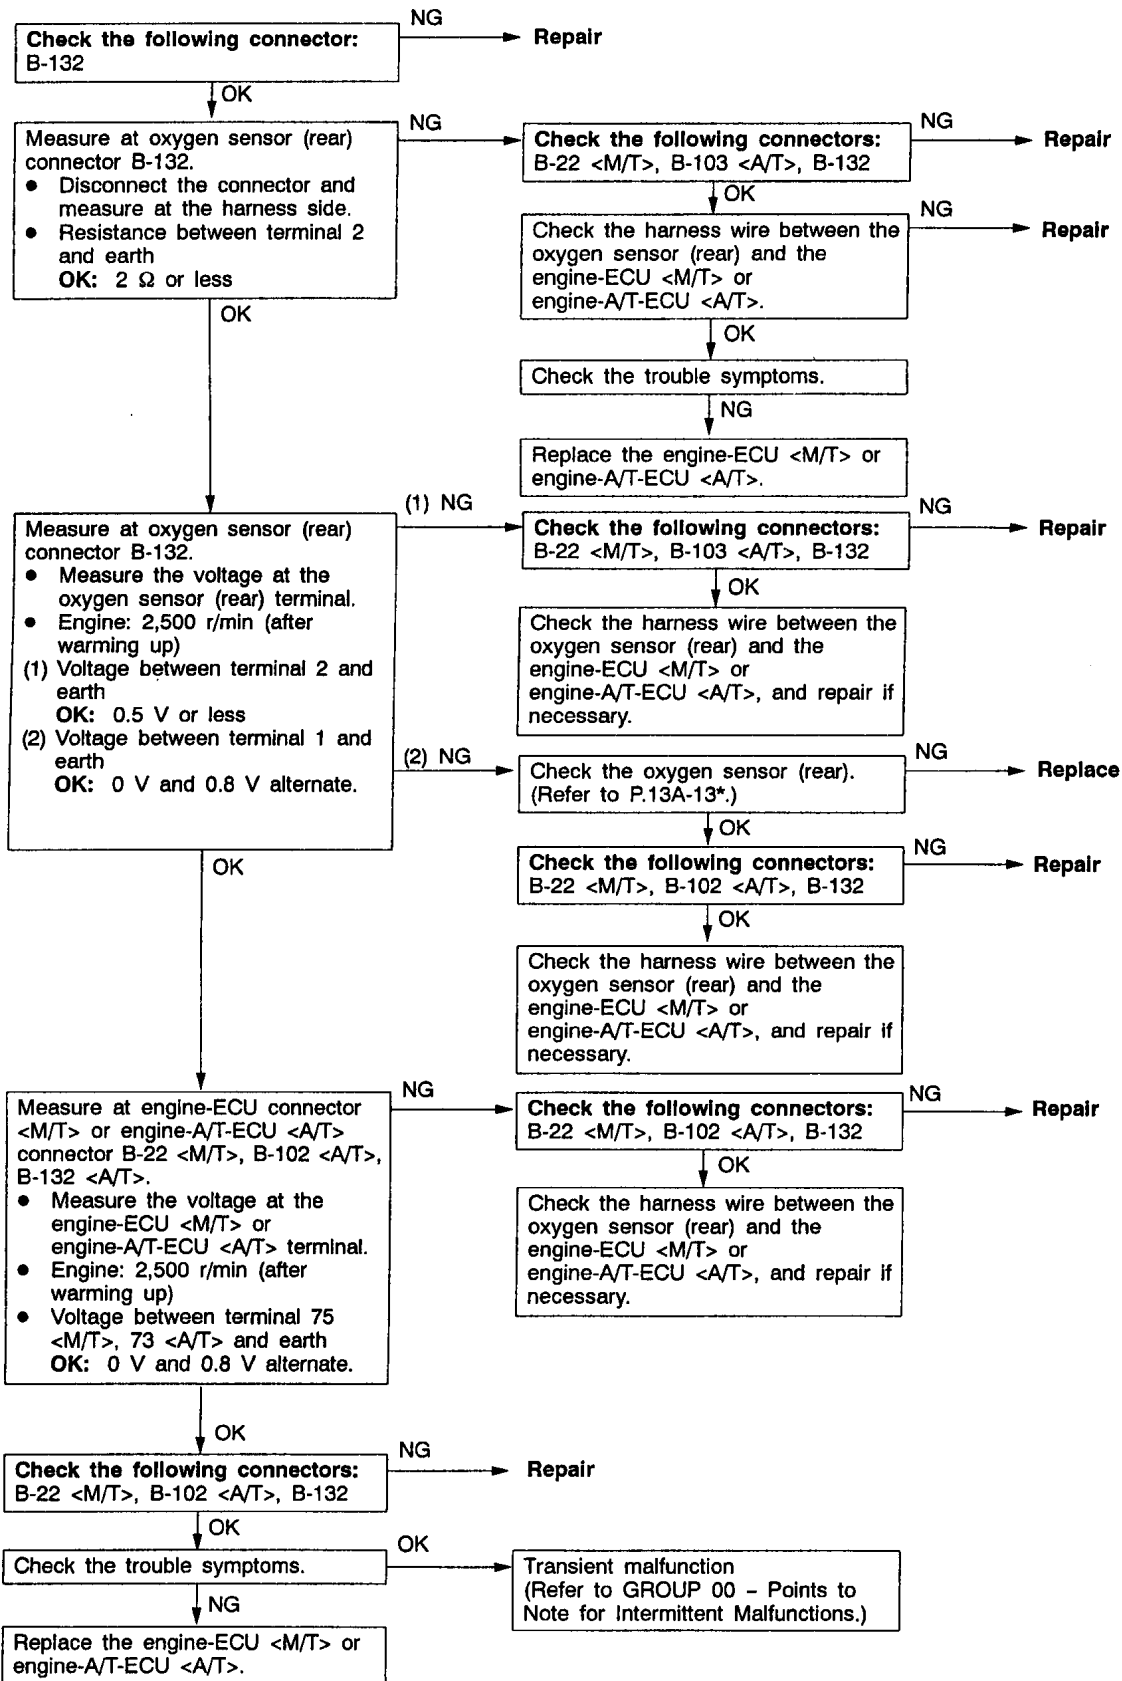 NG
Check the following connector:
B-132
Repair
OK
Measure at oxygen sensor (rear)
connector B-132.
● Disconnect the connector and
measure at the harness side.
● Resistance between terminal 2
and earth
OK: 2 Ω or less
NG
Check the following connectors:
B-22 <M/T>, B-103 <A/T>, B-132
NG
Repair
OK
Check the harness wire between the
oxygen sensor (rear) and the
engine-ECU <M/T> or
engine-A/T-ECU <A/T>.
NG
Repair
OK
Check the trouble symptoms.
NG
Replace the engine-ECU <M/T> or
engine-A/T-ECU <A/T>.
OK
Measure at oxygen sensor (rear)
connector B-132.
● Measure the voltage at the
oxygen sensor (rear) terminal.
● Engine: 2,500 r/min (after
warming up)
(1) Voltage between terminal 2 and
earth
OK: 0.5 V or less
(2) Voltage between terminal 1 and
earth
OK: 0 V and 0.8 V alternate.
(1) NG
Check the following connectors:
B-22 <M/T>, B-103 <A/T>, B-132
NG
Repair
OK
Check the harness wire between the
oxygen sensor (rear) and the
engine-ECU <M/T> or
engine-A/T-ECU <A/T>, and repair if
necessary.
(2) NG
Check the oxygen sensor (rear).
(Refer to P.13A-13*.)
NG
Replace
OK
Check the following connectors:
B-22 <M/T>, B-102 <A/T>, B-132
NG
Repair
OK
Check the harness wire between the
oxygen sensor (rear) and the
engine-ECU <M/T> or
engine-A/T-ECU <A/T>, and repair if
necessary.
OK
Measure at engine-ECU connector
<M/T> or engine-A/T-ECU <A/T>
connector B-22 <M/T>, B-102 <A/T>,
B-132 <A/T>.
● Measure the voltage at the
engine-ECU <M/T> or
engine-A/T-ECU <A/T> terminal.
● Engine: 2,500 r/min (after
warming up)
● Voltage between terminal 75
<M/T>, 73 <A/T> and earth
OK: 0 V and 0.8 V alternate.
NG
Check the following connectors:
B-22 <M/T>, B-102 <A/T>, B-132
NG
Repair
OK
Check the harness wire between the
oxygen sensor (rear) and the
engine-ECU <M/T> or
engine-A/T-ECU <A/T>, and repair if
necessary.
OK
Check the following connectors:
B-22 <M/T>, B-102 <A/T>, B-132
NG
Repair
OK
Check the trouble symptoms.
OK
Transient malfunction
(Refer to GROUP 00 – Points to
Note for Intermittent Malfunctions.)
NG
Replace the engine-ECU <M/T> or
engine-A/T-ECU <A/T>.